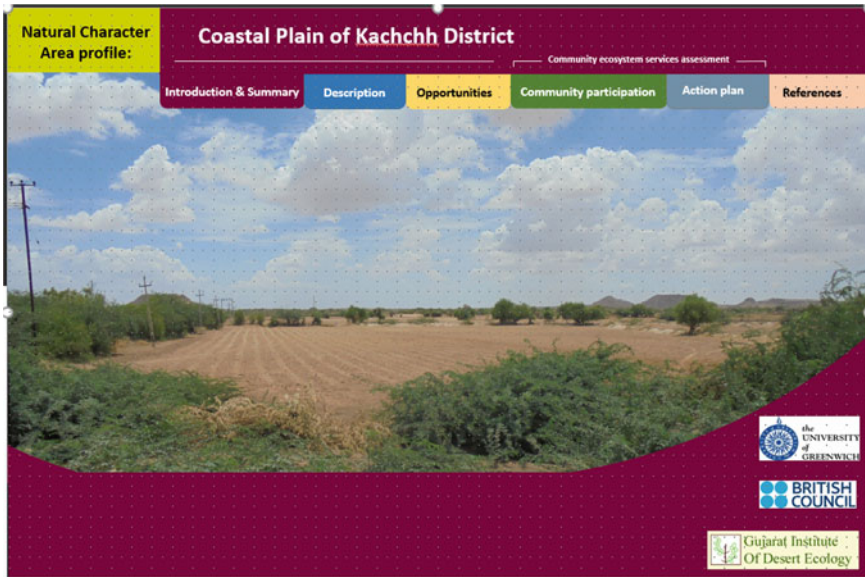 Natural Character
Area profile:
Coastal Plain of Kachchh District
Community ecosystem services assessment
Introduction & Summary
Description
Opportunities
Community participation
Action plan
References
the
UNIVERSITY
of
GREENWICH
BRITISH
COUNCIL
Gujarat Institute
Of Desert Ecology